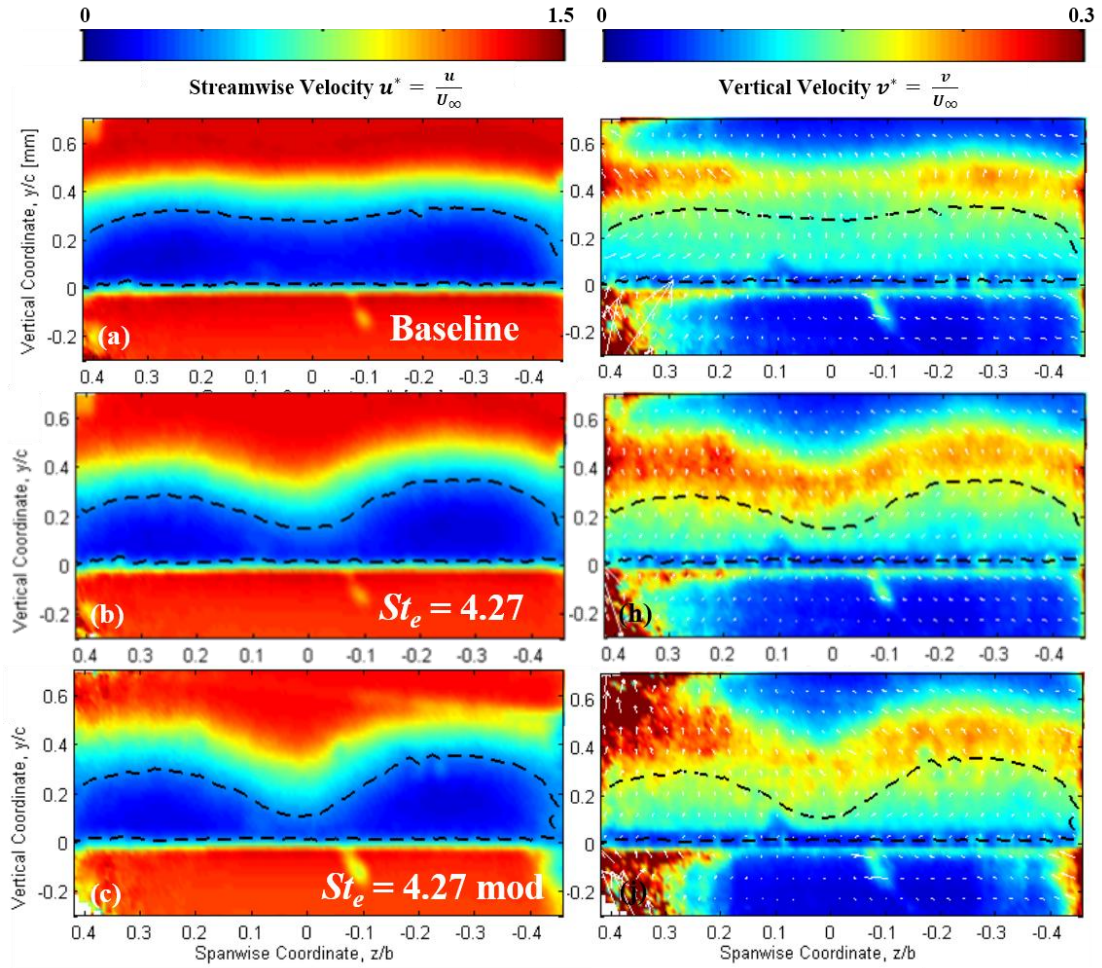 0 1.5 0 0.3
Streamwise Velocity u* = u/U∞ Vertical Velocity v* = v/U∞
Vertical Coordinate, y/c [mm]
0.6
0.4
0.2
0
-0.2
(a) Baseline
0.4 0.3 0.2 0.1 0 -0.1 -0.2 -0.3 -0.4
0.6
0.4
0.2
0
-0.2
0.4 0.3 0.2 0.1 0 -0.1 -0.2 -0.3 -0.4
Vertical Coordinate, y/c
0.6
0.4
0.2
0
-0.2
(b) Ste = 4.27
0.4 0.3 0.2 0.1 0 -0.1 -0.2 -0.3 -0.4
0.6
0.4
0.2
0
-0.2
(h)
0.4 0.3 0.2 0.1 0 -0.1 -0.2 -0.3 -0.4
Vertical Coordinate, y/c
0.6
0.4
0.2
0
-0.2
(c) Ste = 4.27 mod
0.4 0.3 0.2 0.1 0 -0.1 -0.2 -0.3 -0.4
Spanwise Coordinate, z/b
0.6
0.4
0.2
0
-0.2
0.4 0.3 0.2 0.1 0 -0.1 -0.2 -0.3 -0.4
Spanwise Coordinate, z/b